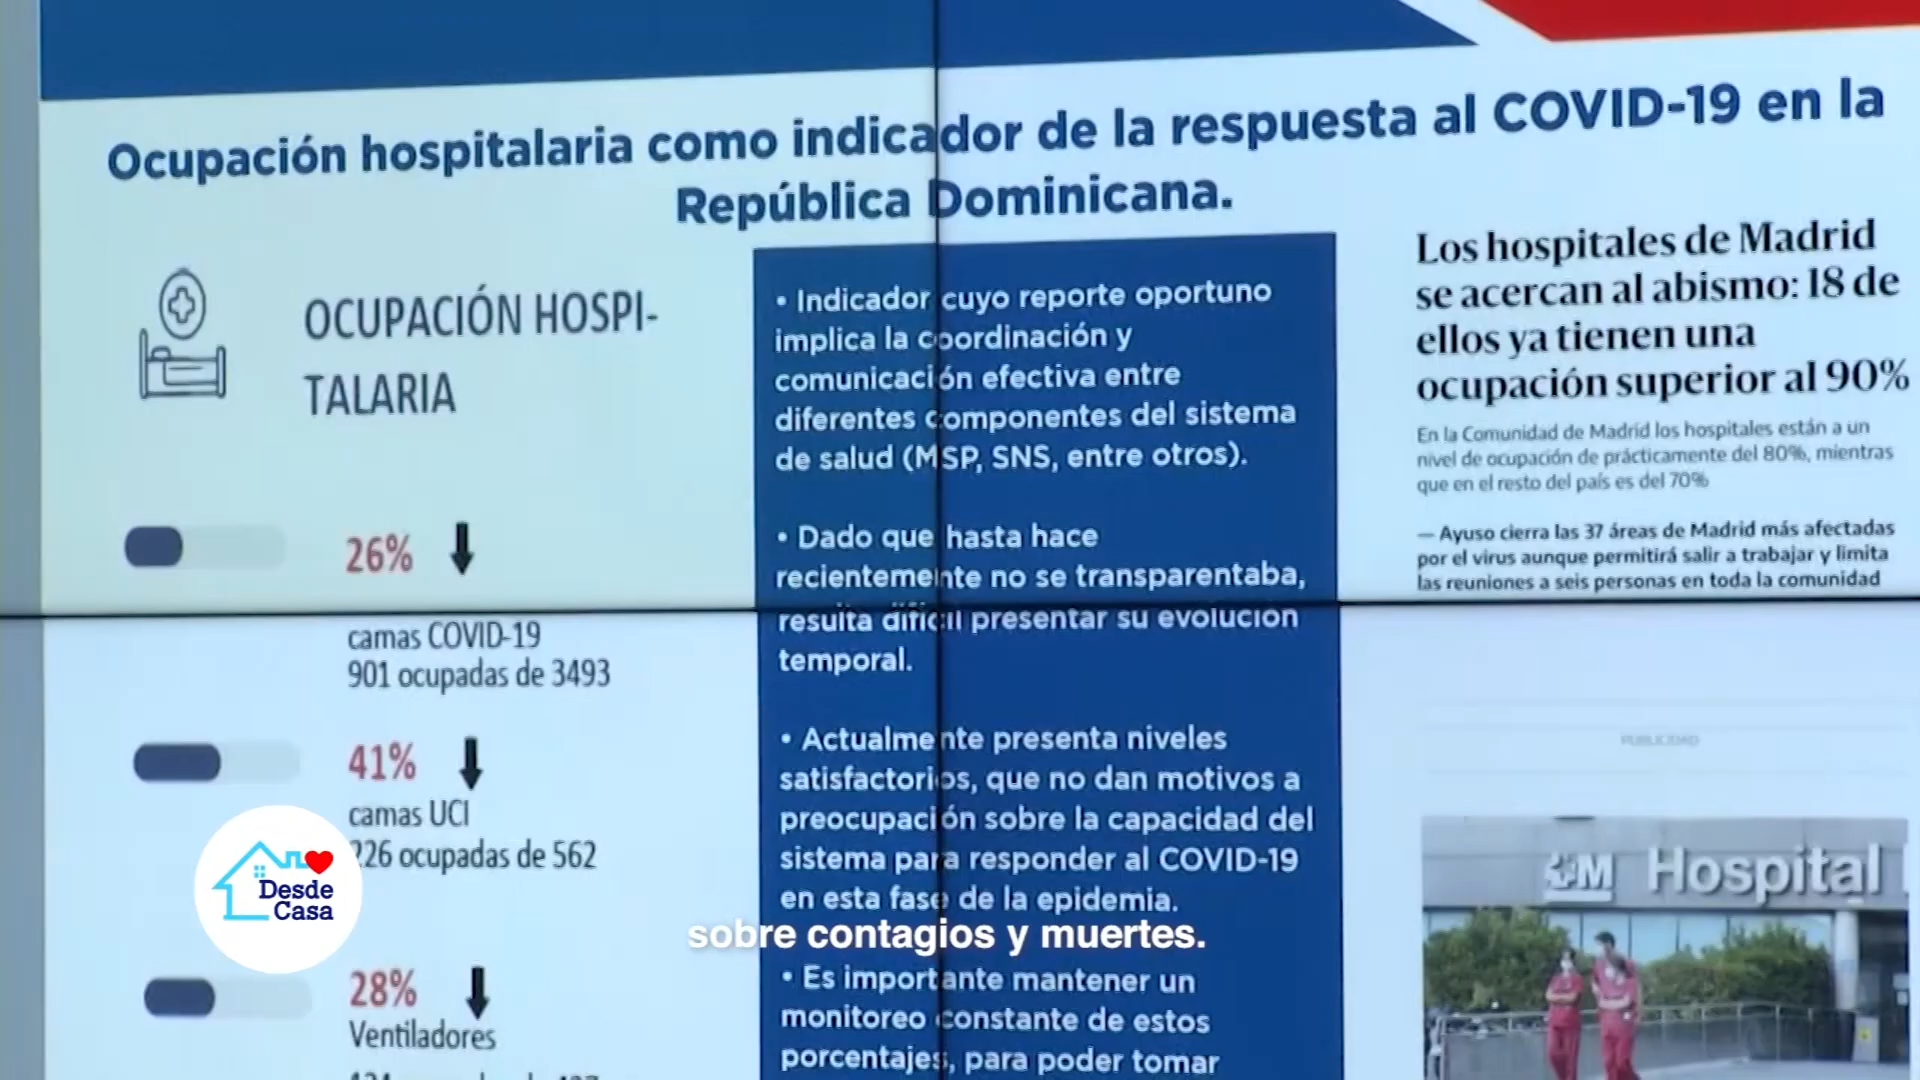 Ocupación hospitalaria como indicador de la respuesta al COVID-19 en la
República Dominicana.
OCUPACIÓN HOSPI-
TALARIA
26%
camas COVID-19
901 ocupadas de 3493
41%
camas UCI
226 ocupadas de 562
28%
Ventiladores
• Indicador cuyo reporte oportuno
implica la coordinación y
comunicación efectiva entre
diferentes componentes del sistema
de salud (MSP, SNS, entre otros).
• Dado que hasta hace
recientemente no se transparentaba,
resulta difícil presentar su evolución
temporal.
• Actualmente presenta niveles
satisfactorios, que no dan motivos a
preocupación sobre la capacidad del
sistema para responder al COVID-19
en esta fase de la epidemia.
• Es importante mantener un
monitoreo constante de estos
porcentajes, para poder tomar
Los hospitales de Madrid
se acercan al abismo: 18 de
ellos ya tienen una
ocupación superior al 90%
En la Comunidad de Madrid los hospitales están a un
nivel de ocupación de prácticamente del 80%, mientras
que en el resto del país es del 70%
— Ayuso cierra las 37 áreas de Madrid más afectadas
por el virus aunque permitirá salir a trabajar y limita
las reuniones a seis personas en toda la comunidad
PUBLICIDAD
Hospital
Desde
Casa
sobre contagios y muertes.